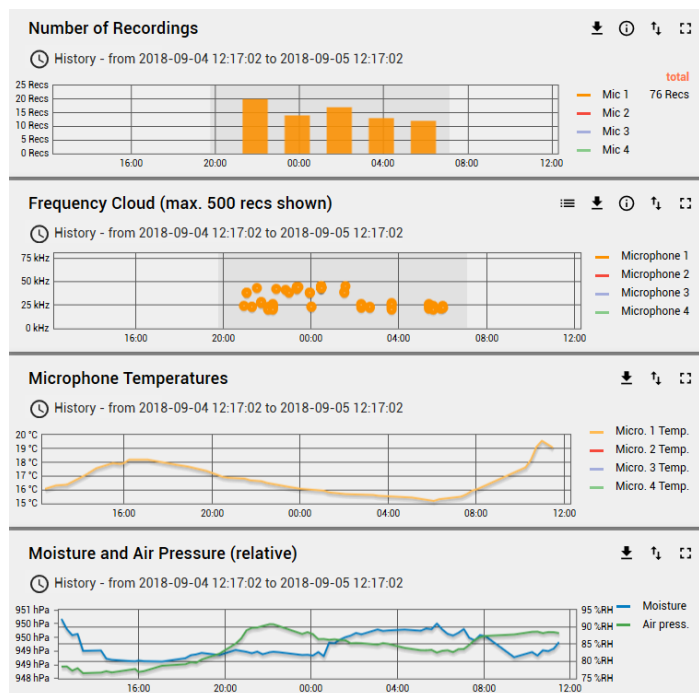 Number of Recordings
History - from 2018-09-04 12:17:02 to 2018-09-05 12:17:02
total
25 Recs
20 Recs
15 Recs
10 Recs
5 Recs
0 Recs
16:00 20:00 00:00 04:00 08:00 12:00
Mic 1 76 Recs
Mic 2
Mic 3
Mic 4
Frequency Cloud (max. 500 recs shown)
History - from 2018-09-04 12:17:02 to 2018-09-05 12:17:02
75 kHz
50 kHz
25 kHz
0 kHz
16:00 20:00 00:00 04:00 08:00 12:00
Microphone 1
Microphone 2
Microphone 3
Microphone 4
Microphone Temperatures
History - from 2018-09-04 12:17:02 to 2018-09-05 12:17:02
20 °C
19 °C
18 °C
17 °C
16 °C
15 °C
16:00 20:00 00:00 04:00 08:00 12:00
Micro. 1 Temp.
Micro. 2 Temp.
Micro. 3 Temp.
Micro. 4 Temp.
Moisture and Air Pressure (relative)
History - from 2018-09-04 12:17:02 to 2018-09-05 12:17:02
951 hPa
950 hPa
950 hPa
949 hPa
949 hPa
948 hPa
16:00 20:00 00:00 04:00 08:00 12:00
95 %RH
90 %RH
85 %RH
80 %RH
75 %RH
Moisture
Air press.